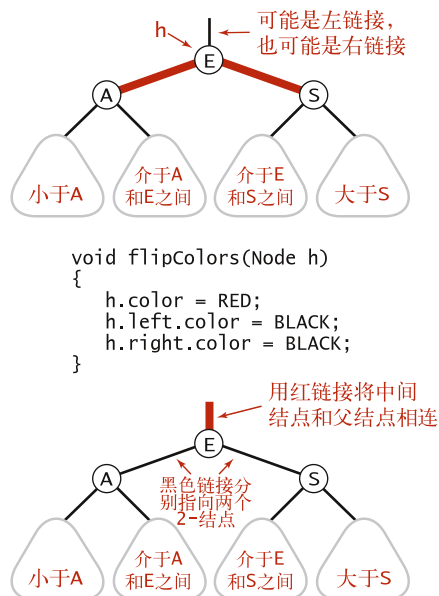 可能是左链接，
也可能是右链接
h
E
A
S
小于A
介于A
和E之间
介于E
和S之间
大于S
void flipColors(Node h)
{
   h.color = RED;
   h.left.color = BLACK;
   h.right.color = BLACK;
}
用红链接将中间
结点和父结点相连
E
A
S
黑色链接分
别指向两个
2-结点
小于A
介于A
和E之间
介于E
和S之间
大于S